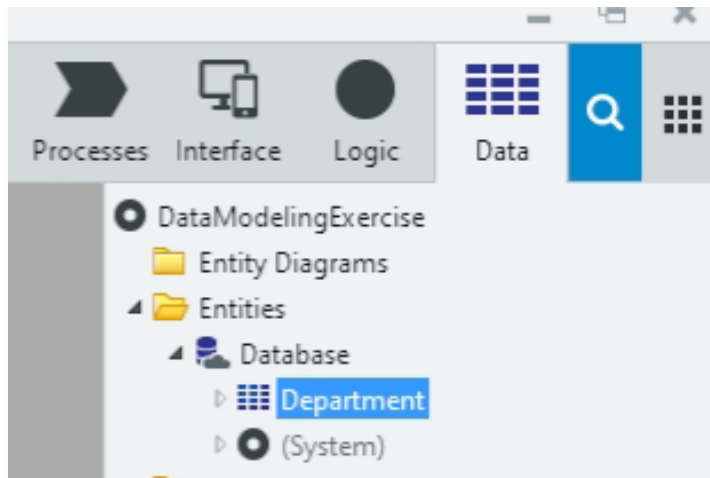 Processes Interface Logic Data
DataModelingExercise
Entity Diagrams
Entities
Database
Department
(System)